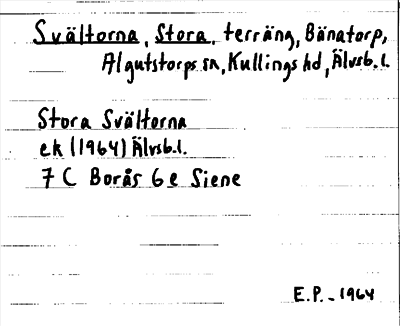 Svältorna, Stora, terräng, Bänatorp,
Algutstorps sn, Kullings hd, Älvsb. l.
Stora Svältorna
ek (1964) Älvsb. l.
7 C Borås 6 e Siene
E.P. - 1964